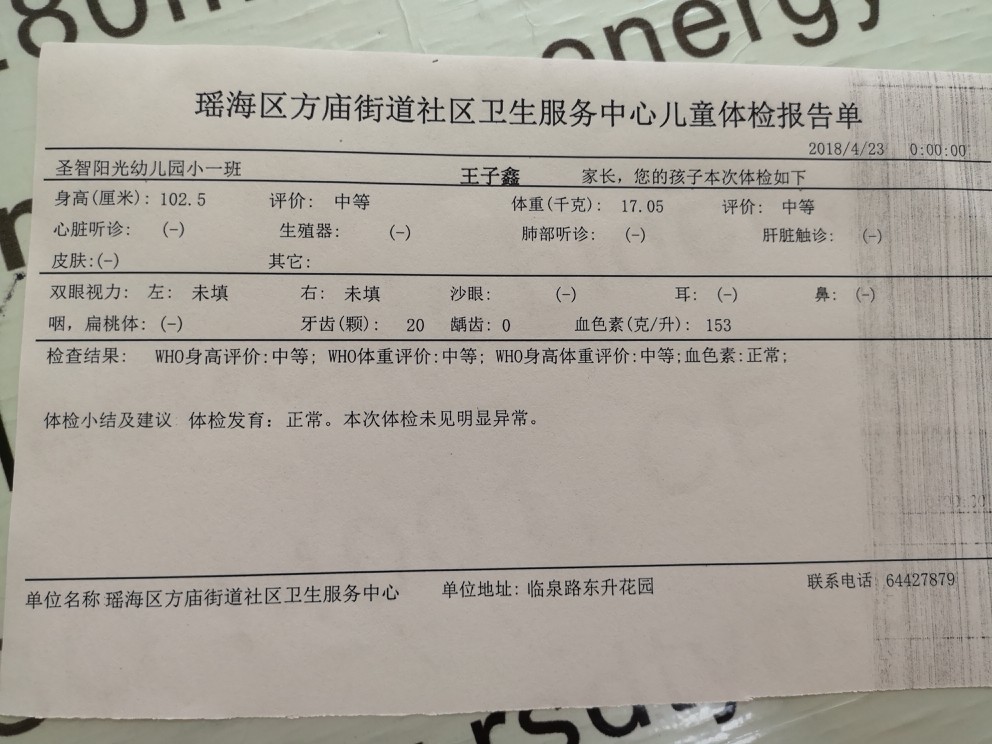 80m
energy
瑶海区方庙街道社区卫生服务中心儿童体检报告单
2018/4/23 0:00:00
圣智阳光幼儿园小一班 王子鑫 家长，您的孩子本次体检如下
身高(厘米): 102.5 评价: 中等 体重(千克): 17.05 评价: 中等
心脏听诊: (-) 生殖器: (-) 肺部听诊: (-) 肝脏触诊: (-)
皮肤:(-) 其它:
双眼视力: 左: 未填 右: 未填 沙眼: (-) 耳: (-) 鼻: (-)
咽，扁桃体: (-) 牙齿(颗): 20 龋齿: 0 血色素(克/升): 153
检查结果: WHO身高评价:中等; WHO体重评价:中等; WHO身高体重评价:中等;血色素:正常;
体检小结及建议 体检发育: 正常。本次体检未见明显异常。
单位名称 瑶海区方庙街道社区卫生服务中心 单位地址: 临泉路东升花园 联系电话 64427879